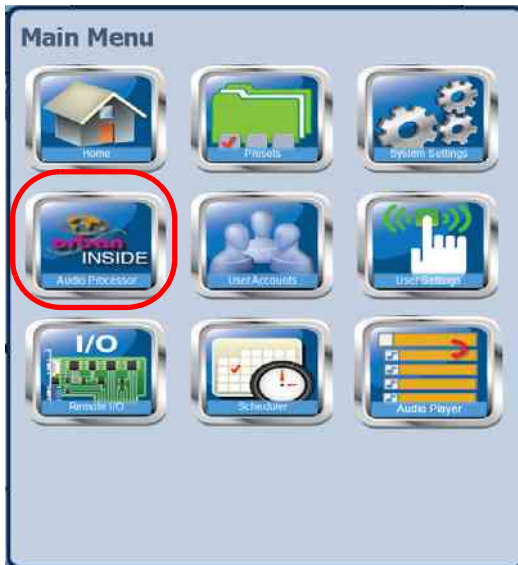 Main Menu
Home
Presets
System Settings
orban
INSIDE
Audio Processor
User Accounts
User Settings
I/O
Remote I/O
Scheduler
Audio Player